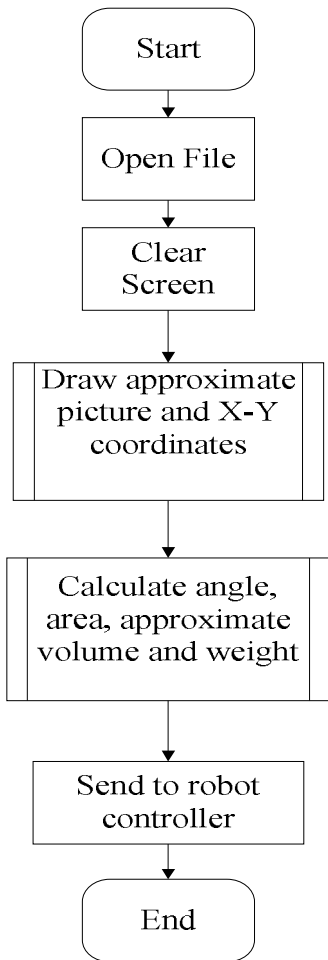 Start
Open File
Clear
Screen
Draw approximate
picture and X-Y
coordinates
Calculate angle,
area, approximate
volume and weight
Send to robot
controller
End